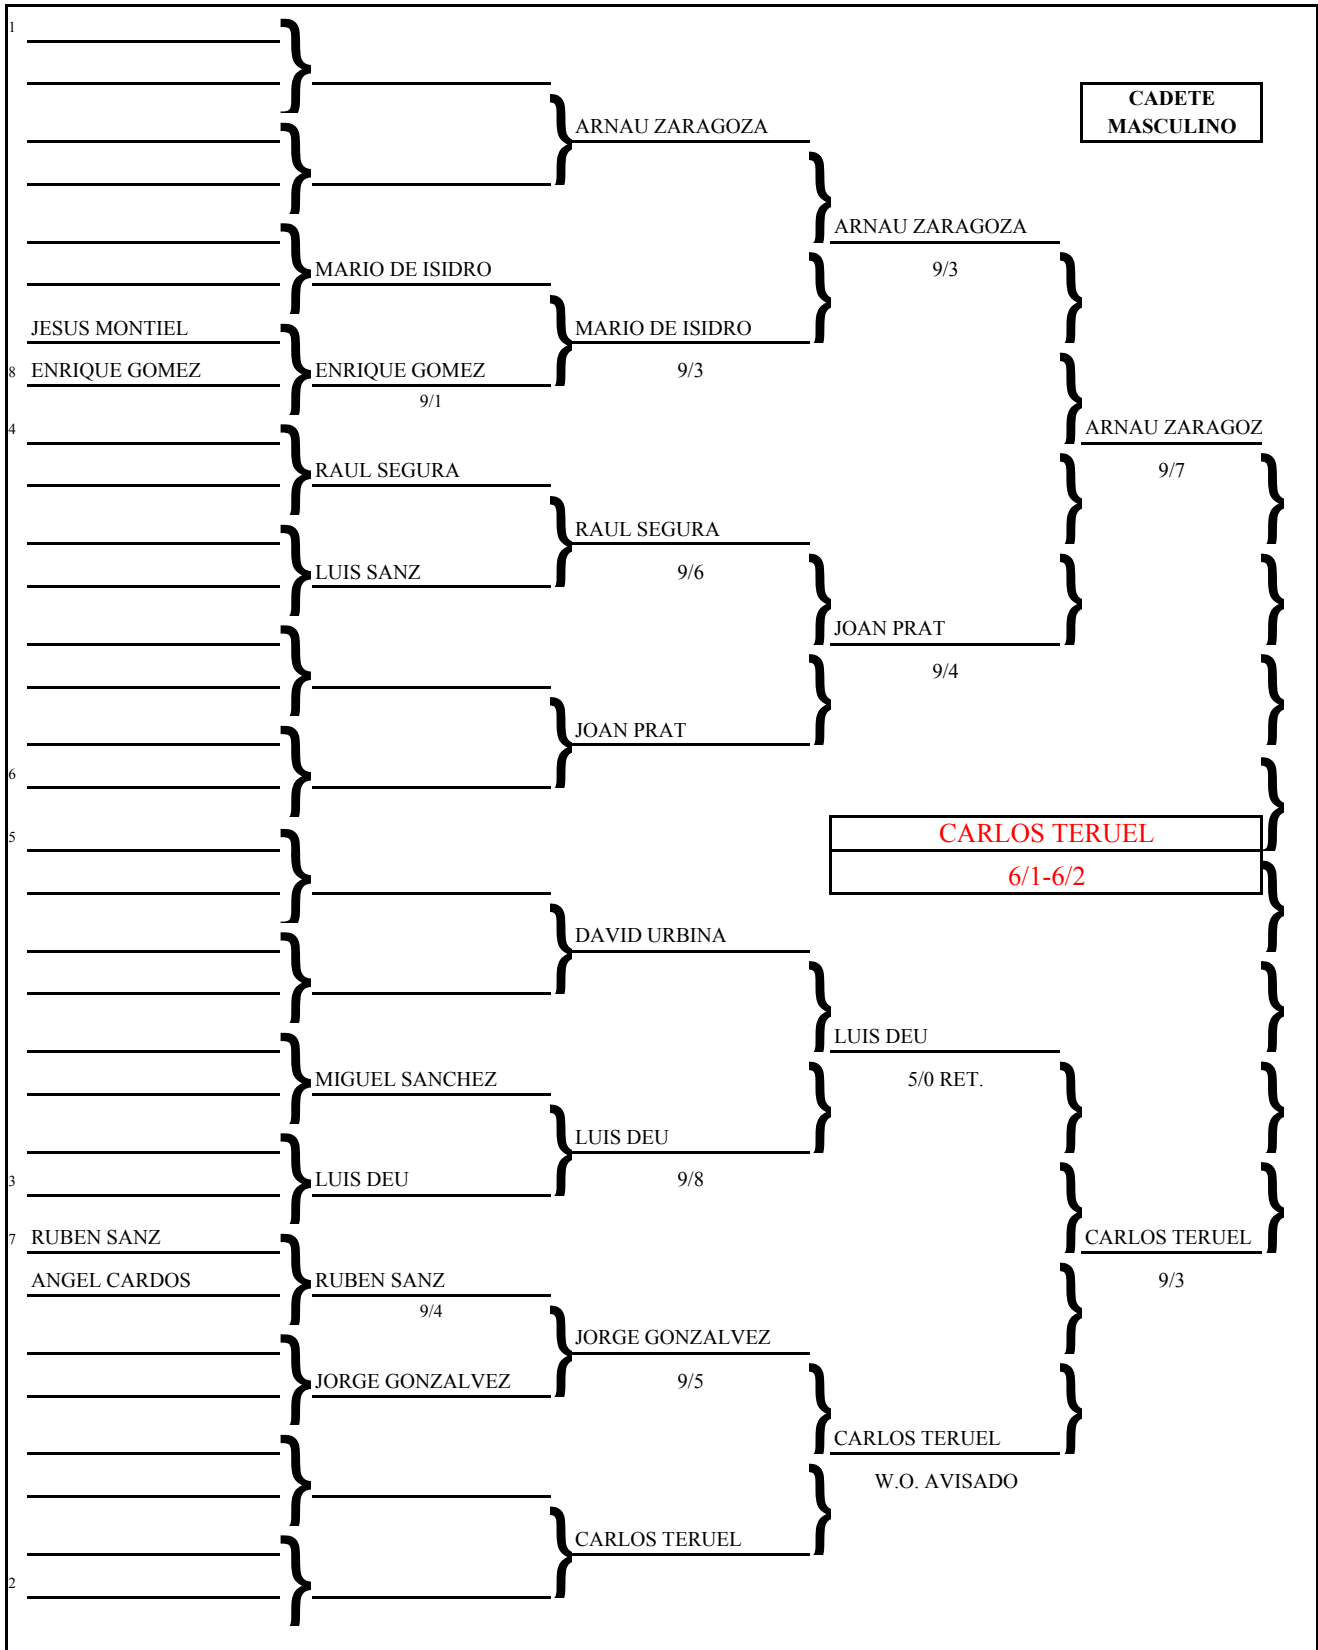 1
CADETE
MASCULINO
ARNAU ZARAGOZA
ARNAU ZARAGOZA
9/3
MARIO DE ISIDRO
JESUS MONTIEL
MARIO DE ISIDRO
8 ENRIQUE GOMEZ
ENRIQUE GOMEZ
9/3
9/1
4
ARNAU ZARAGOZ
RAUL SEGURA
9/7
RAUL SEGURA
LUIS SANZ
9/6
JOAN PRAT
9/4
JOAN PRAT
6
5
CARLOS TERUEL
6/1-6/2
DAVID URBINA
LUIS DEU
MIGUEL SANCHEZ
5/0 RET.
LUIS DEU
3
LUIS DEU
9/8
7 RUBEN SANZ
CARLOS TERUEL
ANGEL CARDOS
RUBEN SANZ
9/3
9/4
JORGE GONZALVEZ
JORGE GONZALVEZ
9/5
CARLOS TERUEL
W.O. AVISADO
CARLOS TERUEL
2